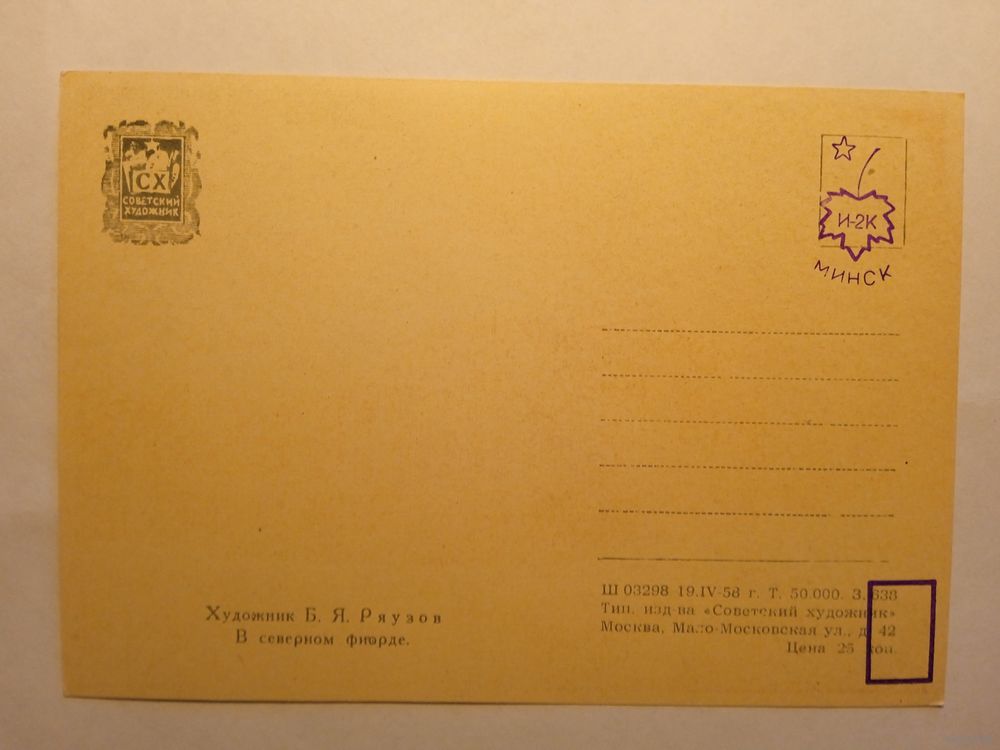 СХ
СОВЕТСКИЙ
ХУДОЖНИК
И-2К
МИНСК
Ш 03298 19.IV-58 г. Т. 50 000. З. 638
Тип. изд-ва «Советский художник»
Москва, Мало-Московская ул., д. 42
Цена 25 коп.
Художник Б. Я. Ряузов
В северном фиорде.